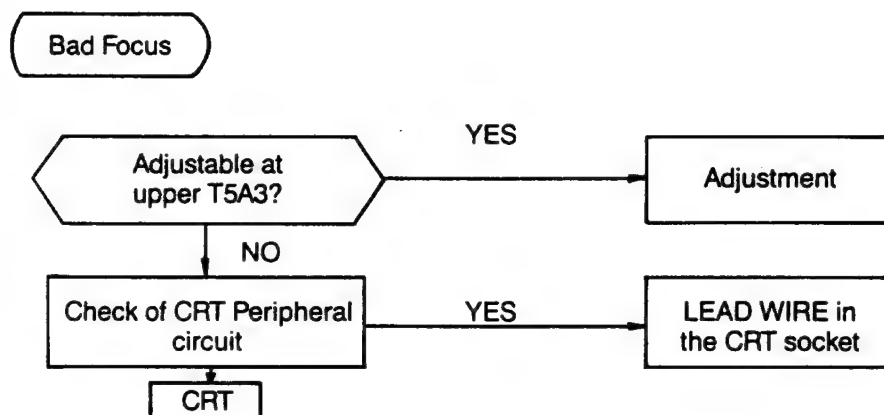 Bad Focus
Adjustable at
upper T5A3?
YES
Adjustment
NO
Check of CRT Peripheral
circuit
YES
LEAD WIRE in
the CRT socket
CRT